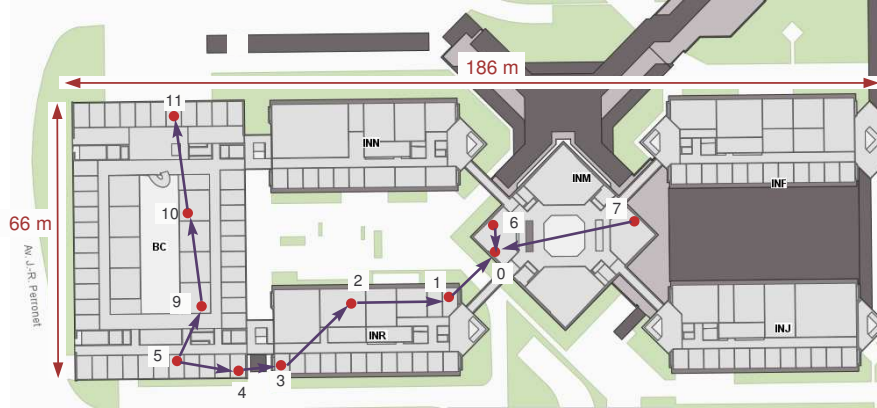 186 m
11
INN
INM
INF
66 m
10
BC
6
7
0
Av. J.-R. Perronet
9
2
1
INR
INJ
5
4
3